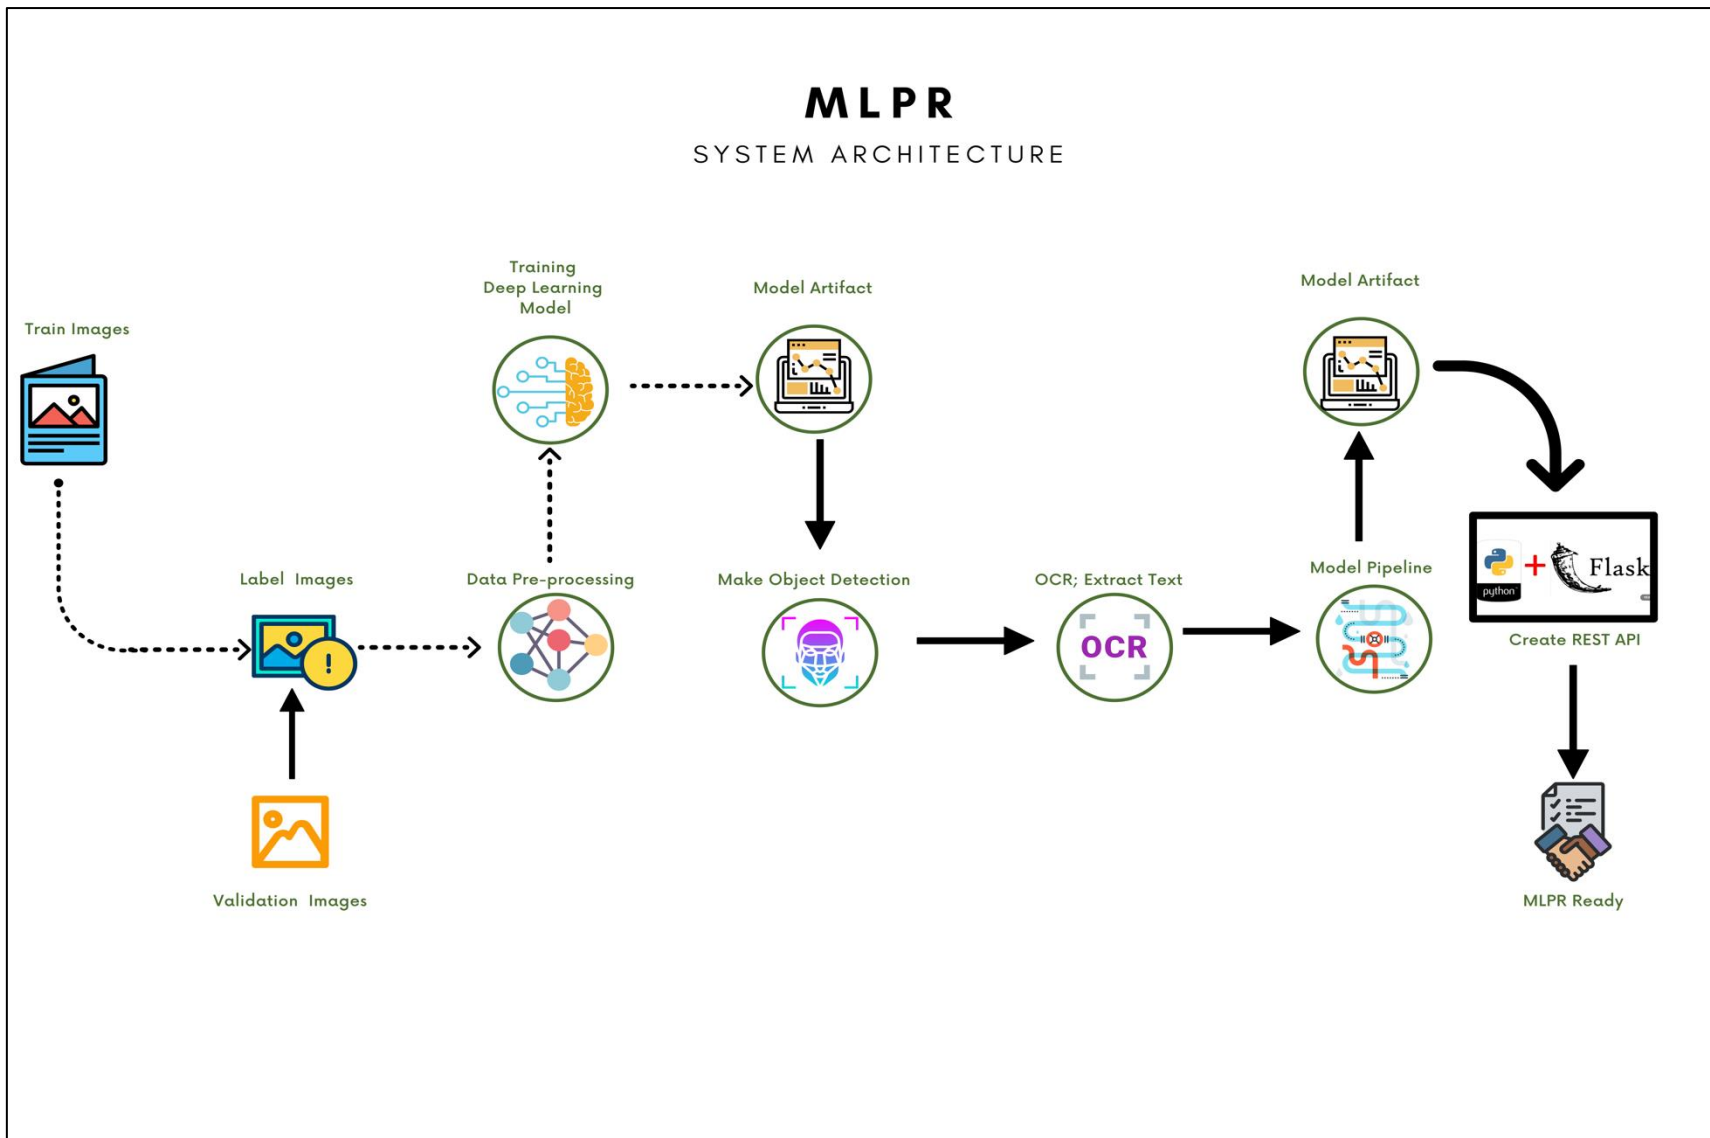 MLPR
SYSTEM ARCHITECTURE
Train Images
Training
Deep Learning
Model
Model Artifact
Model Artifact
Label Images
Data Pre-processing
Make Object Detection
OCR; Extract Text
OCR
Model Pipeline
python
+
Flask
Create REST API
Validation Images
MLPR Ready